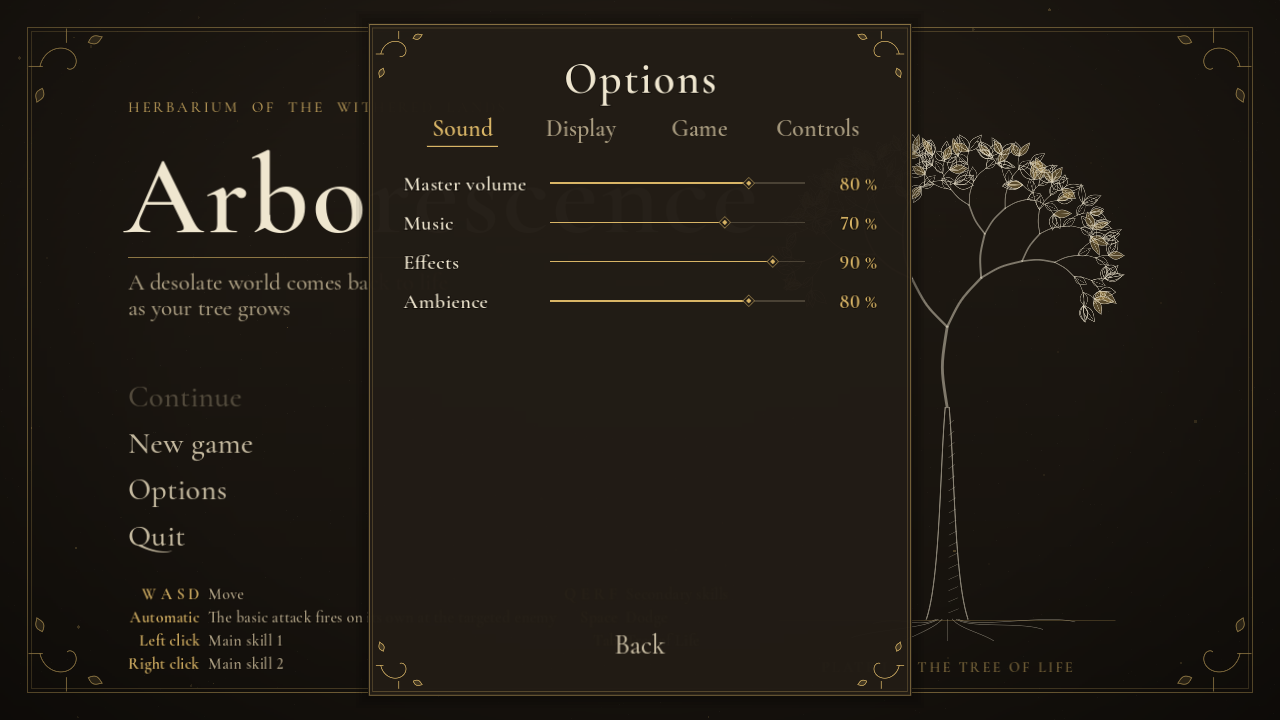 Options
Sound Display Game Controls
Master volume 80 %
Music 70 %
Effects 90 %
Ambience 80 %
Back
HERBARIUM OF THE WIT
Arborescence
A desolate world comes ba
as your tree grows
Continue
New game
Options
Quit
WASD Move
Automatic The basic attack fires on
Left click Main skill 1
Right click Main skill 2
THE TREE OF LIFE